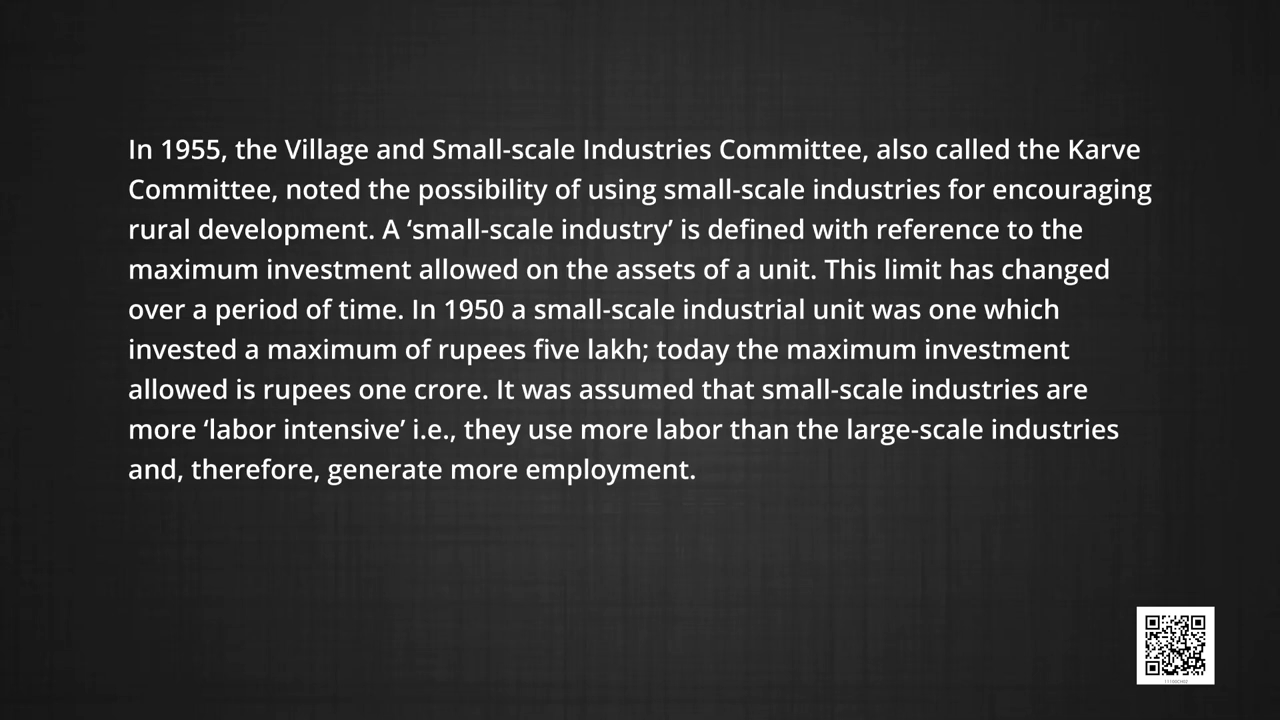 In 1955, the Village and Small-scale Industries Committee, also called the Karve
Committee, noted the possibility of using small-scale industries for encouraging
rural development. A ‘small-scale industry’ is defined with reference to the
maximum investment allowed on the assets of a unit. This limit has changed
over a period of time. In 1950 a small-scale industrial unit was one which
invested a maximum of rupees five lakh; today the maximum investment
allowed is rupees one crore. It was assumed that small-scale industries are
more ‘labor intensive’ i.e., they use more labor than the large-scale industries
and, therefore, generate more employment.